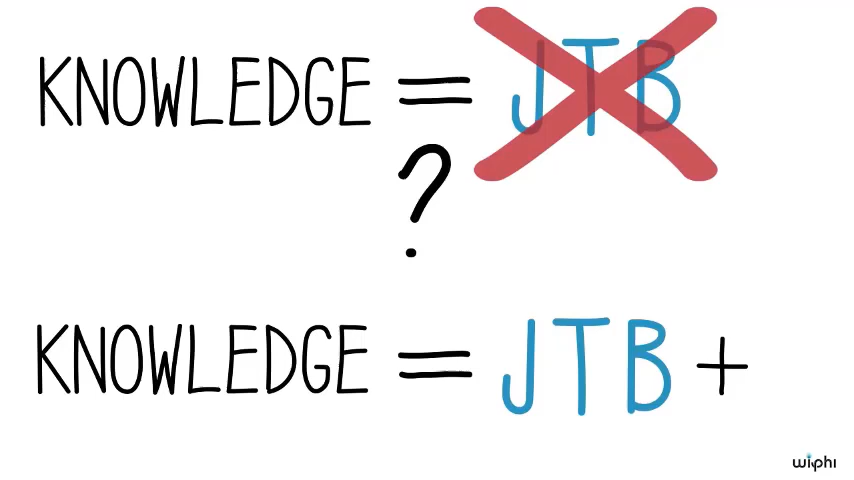 KNOWLEDGE = JTB
?
KNOWLEDGE = JTB +
wiphi